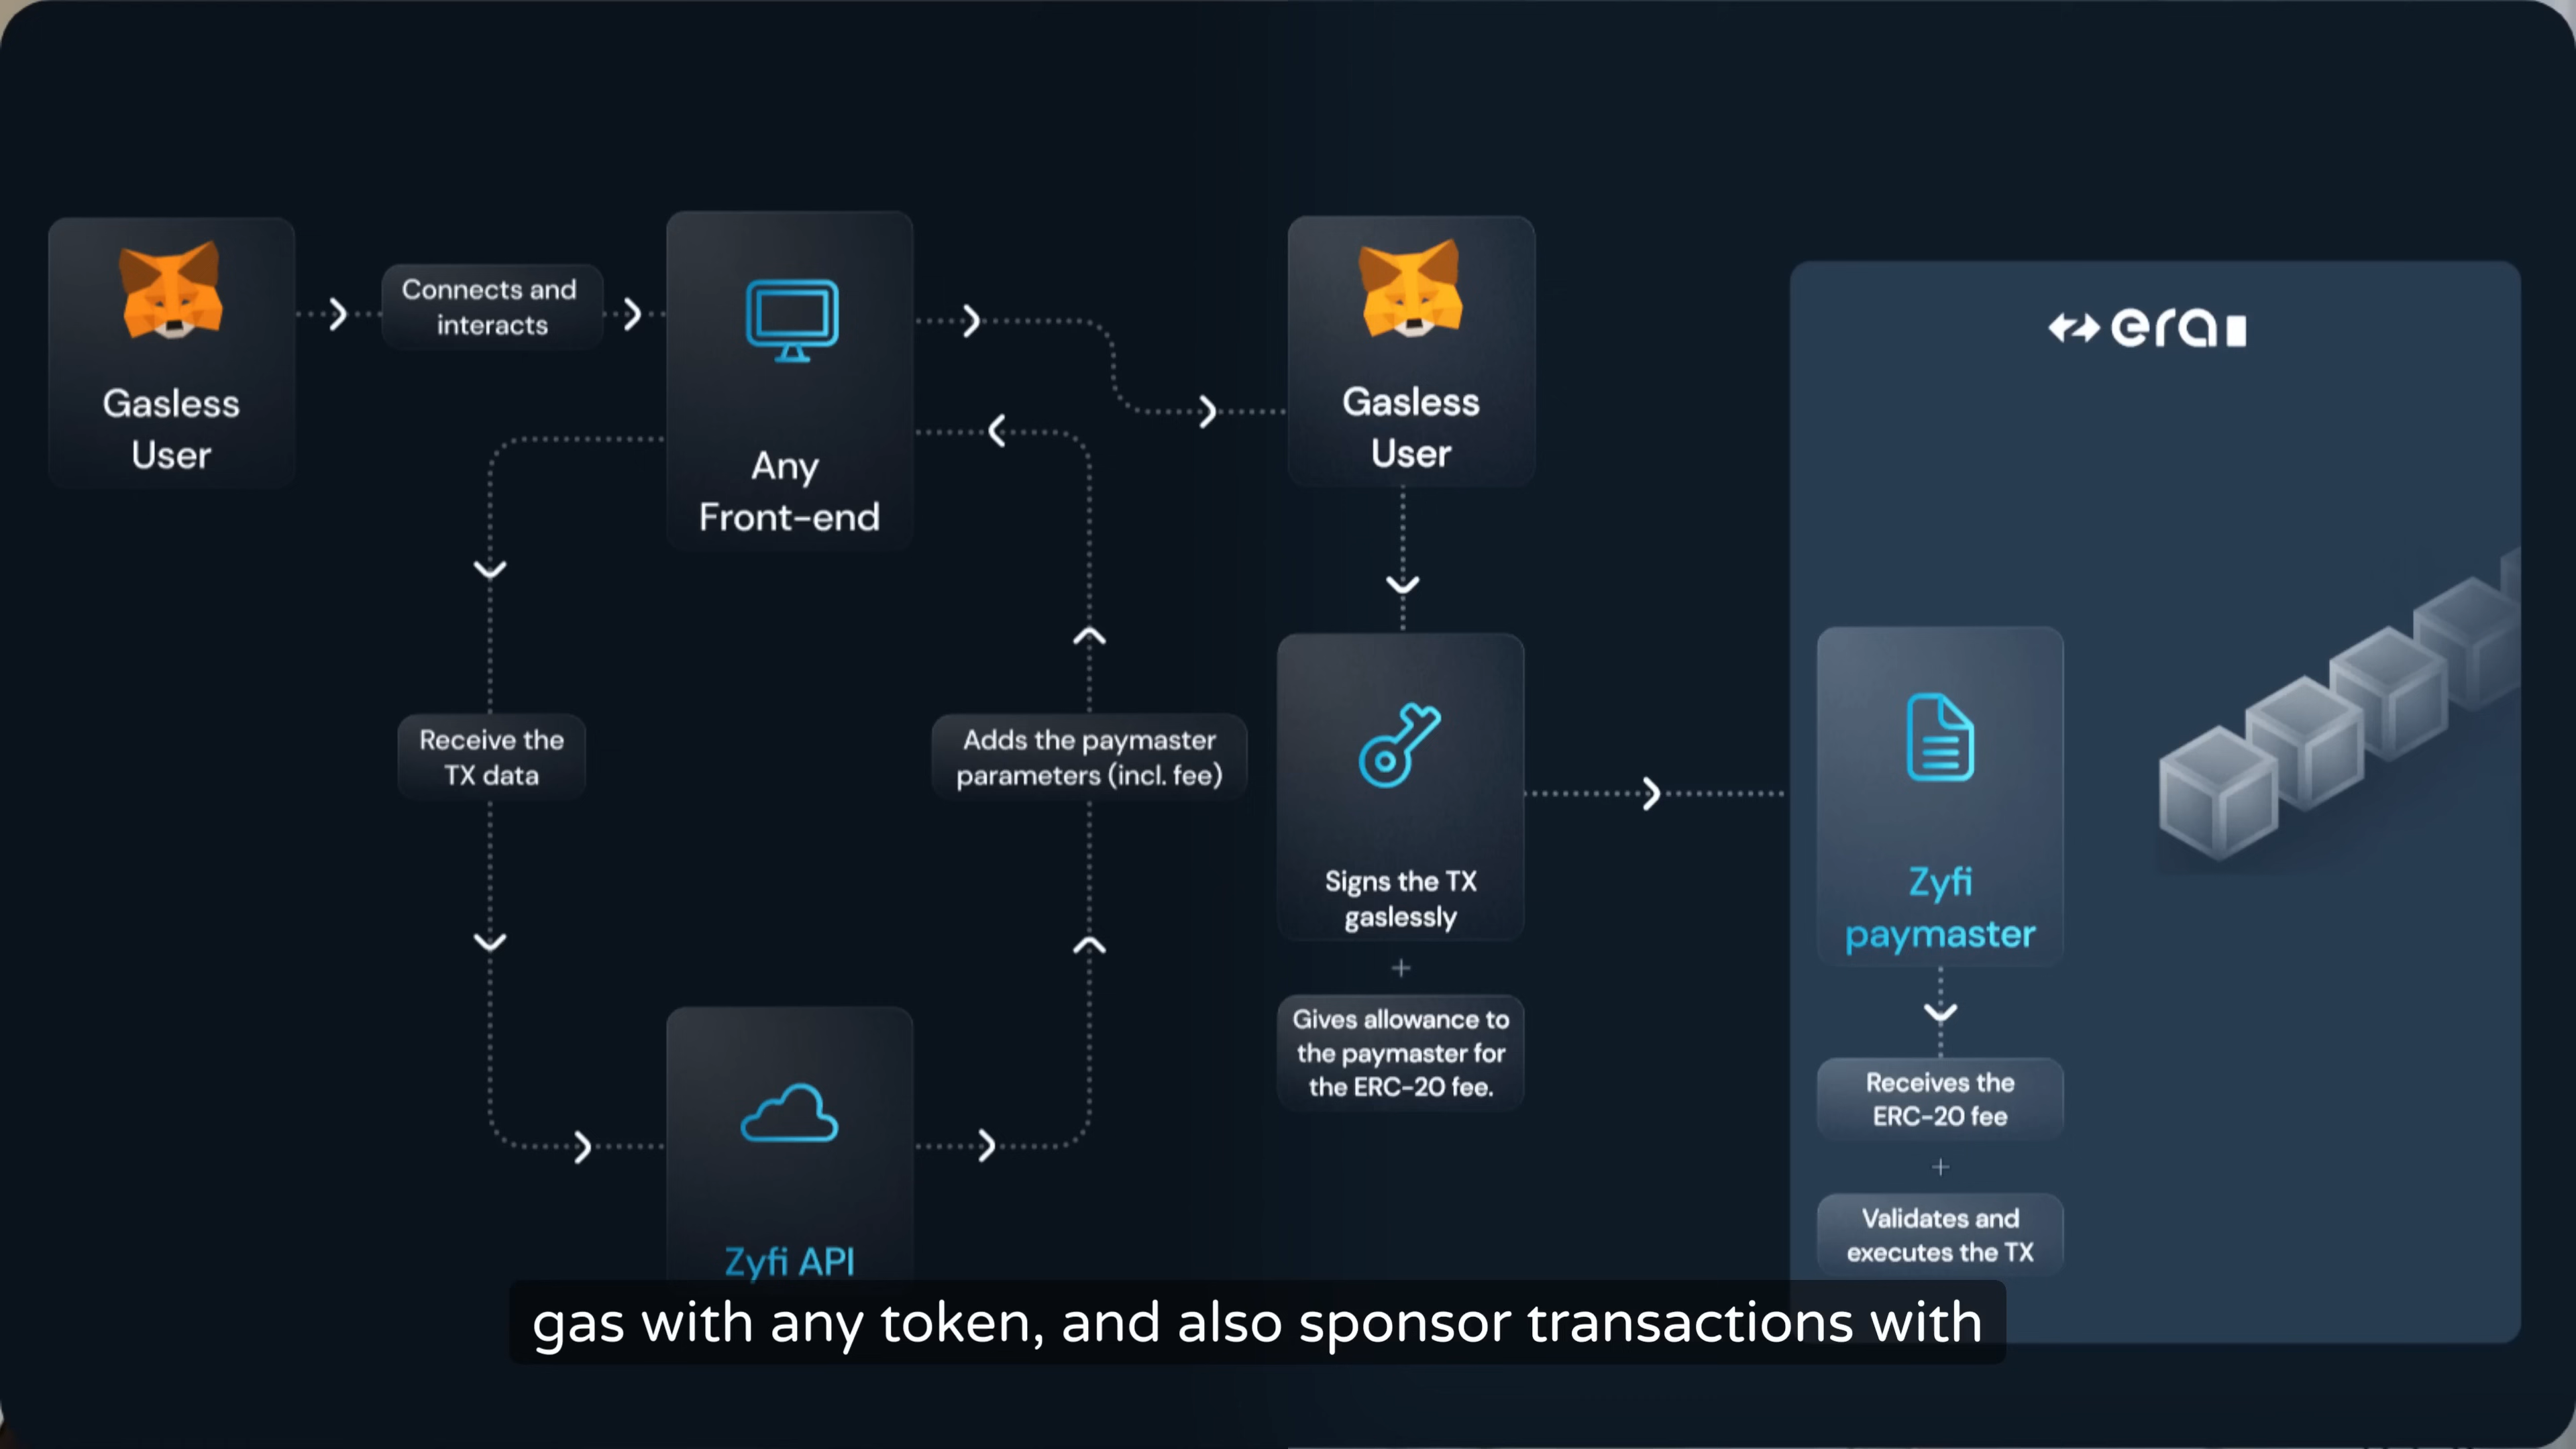 Gasless
User
Connects and
interacts
Any
Front-end
Receive the
TX data
Zyfi API
Adds the paymaster
parameters (incl. fee)
Gasless
User
Signs the TX
gaslessly
+
Gives allowance to
the paymaster for
the ERC-20 fee.
era
Zyfi
paymaster
Receives the
ERC-20 fee
+
Validates and
executes the TX
gas with any token, and also sponsor transactions with